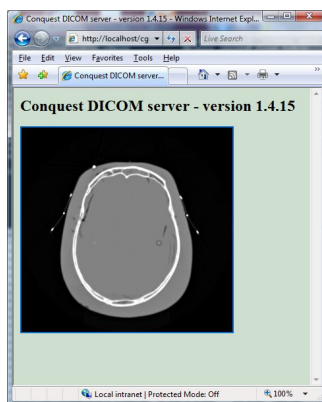 Conquest DICOM server - version 1.4.15 - Windows Internet Expl...
http://localhost/cg
Live Search
File Edit View Favorites Tools Help
Conquest DICOM server...
»
Conquest DICOM server - version 1.4.15
Local intranet | Protected Mode: Off
100%